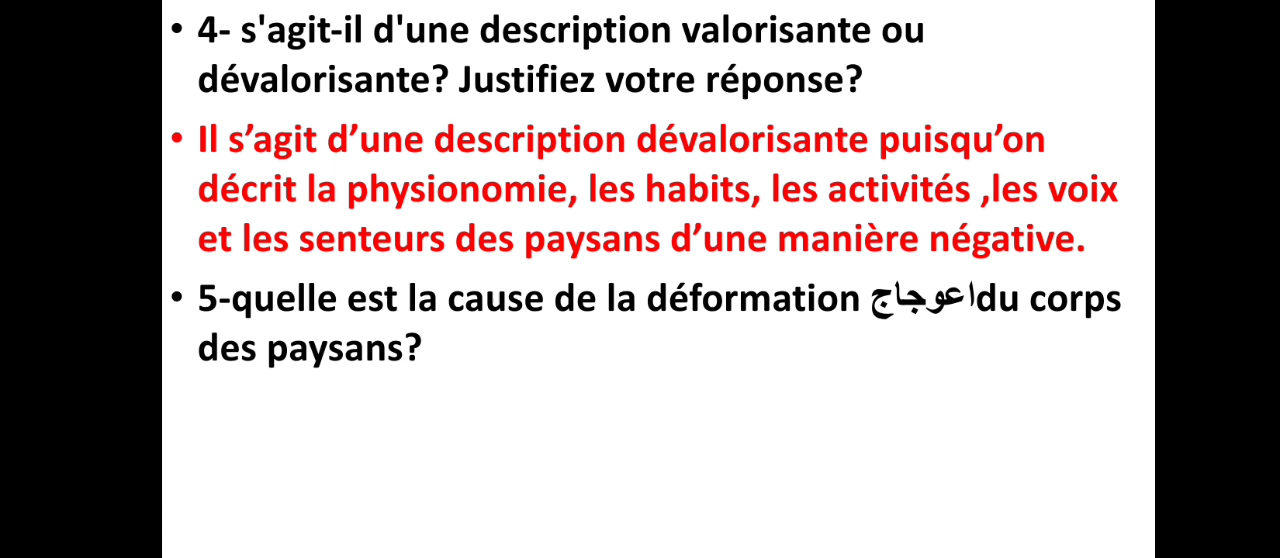 • 4- s'agit-il d'une description valorisante ou
dévalorisante? Justifiez votre réponse?
• Il s’agit d’une description dévalorisante puisqu’on
décrit la physionomie, les habits, les activités ,les voix
et les senteurs des paysans d’une manière négative.
• 5-quelle est la cause de la déformation اعوجاجdu corps
des paysans?